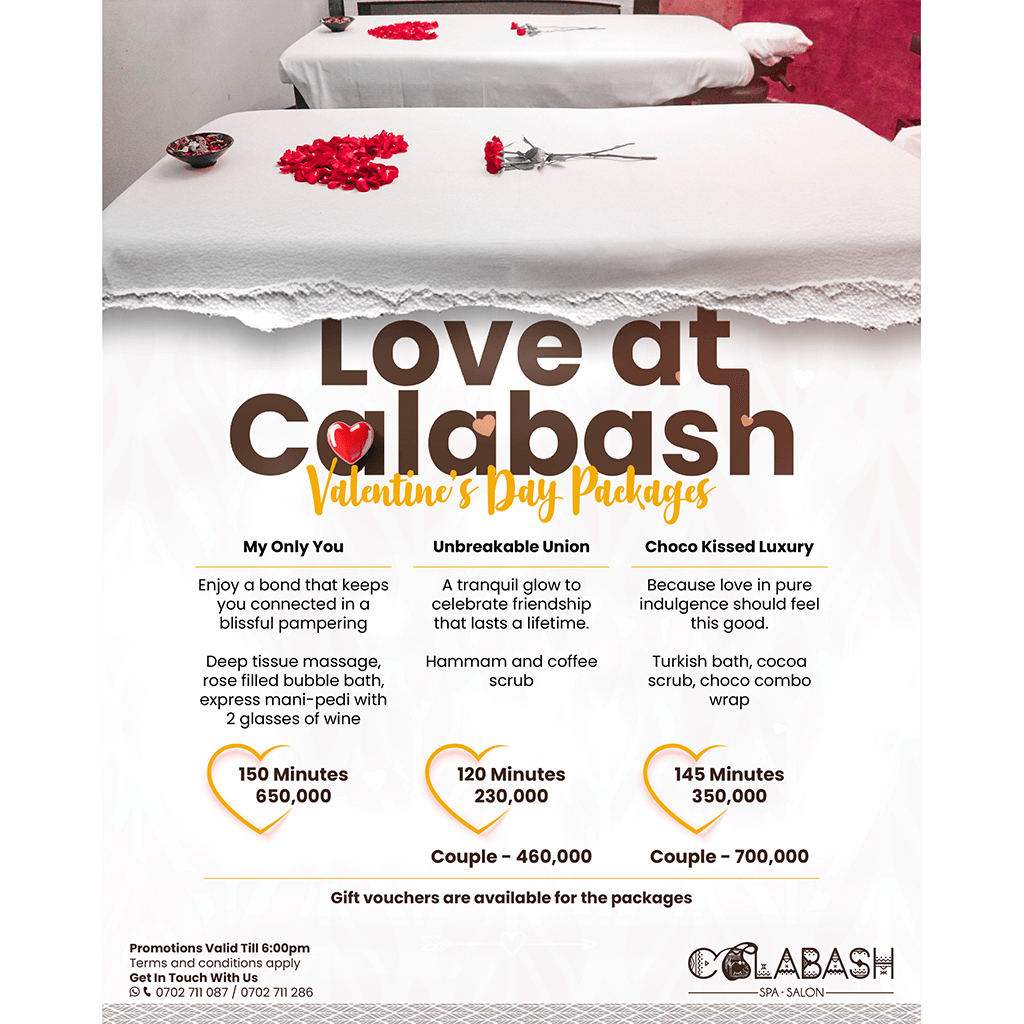 Love at
Calabash
Valentine's Day Packages
My Only You
Enjoy a bond that keeps
you connected in a
blissful pampering
Deep tissue massage,
rose filled bubble bath,
express mani-pedi with
2 glasses of wine
150 Minutes
650,000
Unbreakable Union
A tranquil glow to
celebrate friendship
that lasts a lifetime.
Hammam and coffee
scrub
120 Minutes
230,000
Couple - 460,000
Choco Kissed Luxury
Because love in pure
indulgence should feel
this good.
Turkish bath, cocoa
scrub, choco combo
wrap
145 Minutes
350,000
Couple - 700,000
Gift vouchers are available for the packages
Promotions Valid Till 6:00pm
Terms and conditions apply
Get In Touch With Us
0702 711 087 / 0702 711 286
CALABASH
SPA · SALON